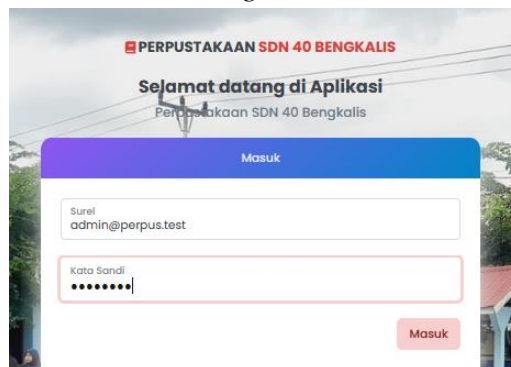 PERPUSTAKAAN SDN 40 BENGKALIS
Selamat datang di Aplikasi
Perpustakaan SDN 40 Bengkalis
Masuk
Surel
admin@perpus.test
Kata Sandi
••••••••
Masuk